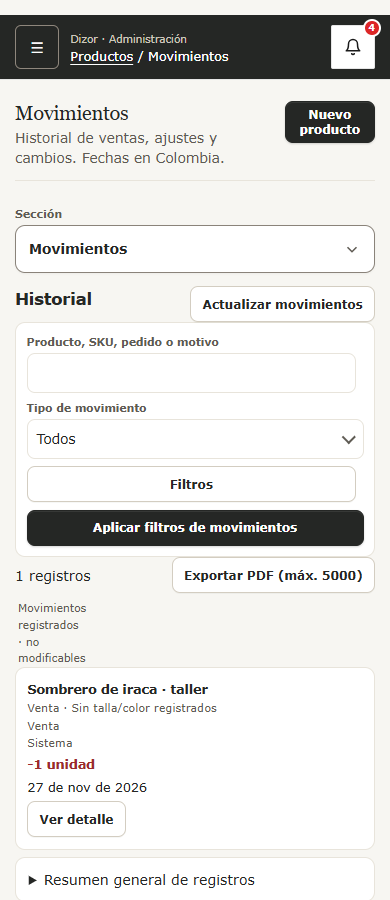 Dizor · Administración
Productos / Movimientos
4
Movimientos
Historial de ventas, ajustes y
cambios. Fechas en Colombia.
Nuevo
producto
Sección
Movimientos
Historial
Actualizar movimientos
Producto, SKU, pedido o motivo
Tipo de movimiento
Todos
Filtros
Aplicar filtros de movimientos
1 registros
Exportar PDF (máx. 5000)
Movimientos
registrados
· no
modificables
Sombrero de iraca · taller
Venta · Sin talla/color registrados
Venta
Sistema
-1 unidad
27 de nov de 2026
Ver detalle
Resumen general de registros